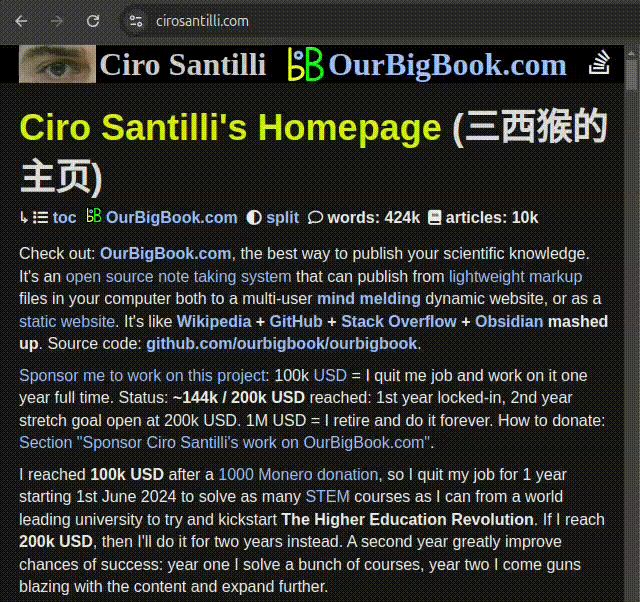 cirosantilli.com
Ciro Santilli OurBigBook.com
Ciro Santilli's Homepage (三西猴的
主页)
↳ toc OurBigBook.com split words: 424k articles: 10k
Check out: OurBigBook.com, the best way to publish your scientific knowledge.
It's an open source note taking system that can publish from lightweight markup
files in your computer both to a multi-user mind melding dynamic website, or as a
static website. It's like Wikipedia + GitHub + Stack Overflow + Obsidian mashed
up. Source code: github.com/ourbigbook/ourbigbook.
Sponsor me to work on this project: 100k USD = I quit me job and work on it one
year full time. Status: ~144k / 200k USD reached: 1st year locked-in, 2nd year
stretch goal open at 200k USD. 1M USD = I retire and do it forever. How to donate:
Section "Sponsor Ciro Santilli's work on OurBigBook.com".
I reached 100k USD after a 1000 Monero donation, so I quit my job for 1 year
starting 1st June 2024 to solve as many STEM courses as I can from a world
leading university to try and kickstart The Higher Education Revolution. If I reach
200k USD, then I'll do it for two years instead. A second year greatly improve
chances of success: year one I solve a bunch of courses, year two I come guns
blazing with the content and expand further.